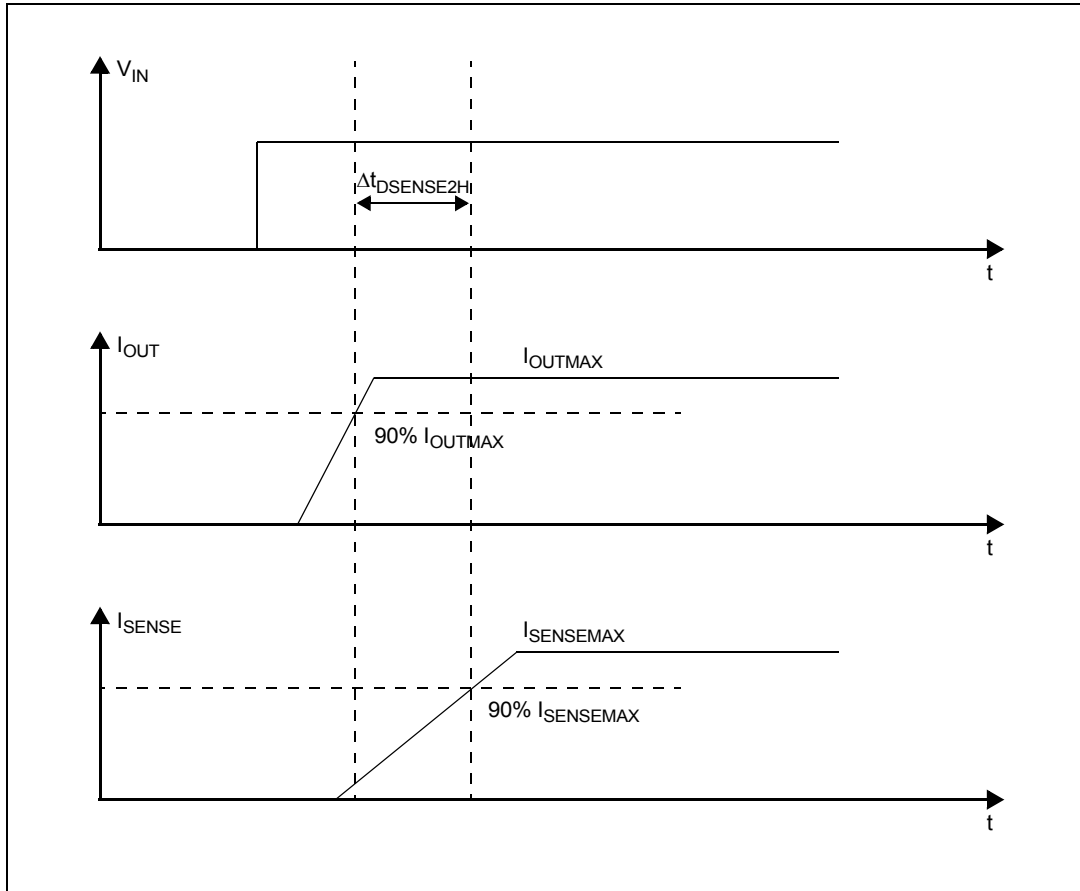 VIN
ΔtDSENSE2H
t
IOUT
IOUTMAX
90% IOUTMAX
t
ISENSE
ISENSEMAX
90% ISENSEMAX
t